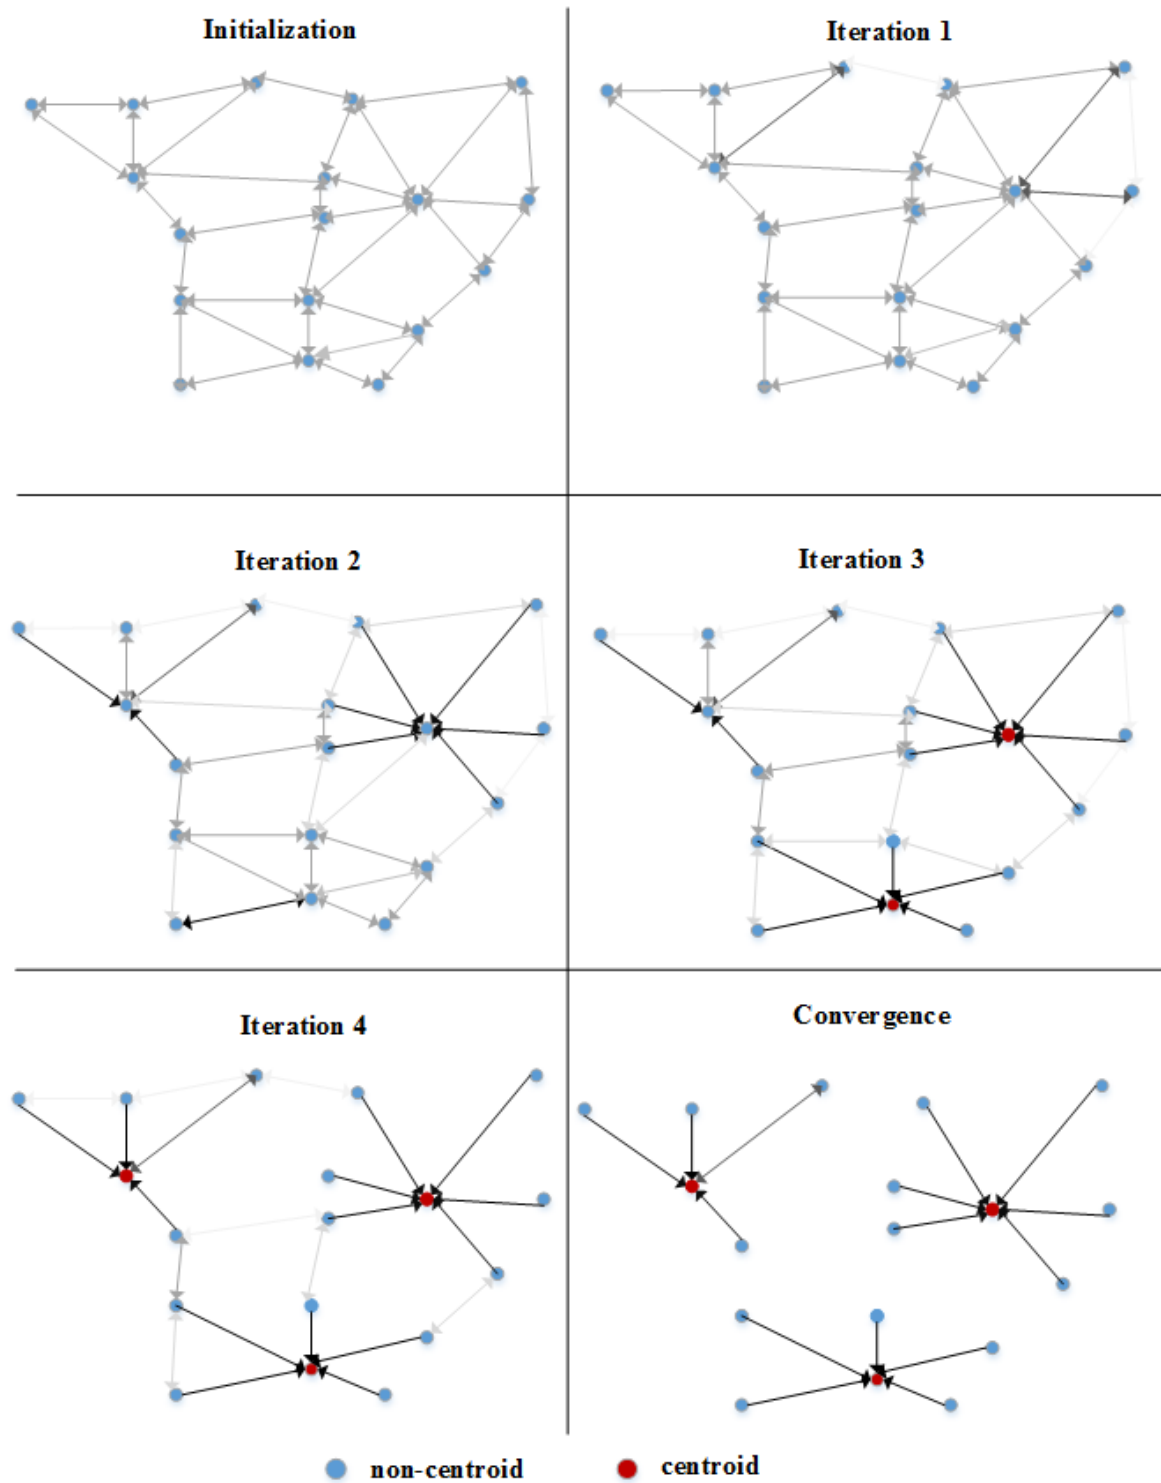 Initialization
Iteration 1
Iteration 2
Iteration 3
Iteration 4
Convergence
non-centroid
centroid